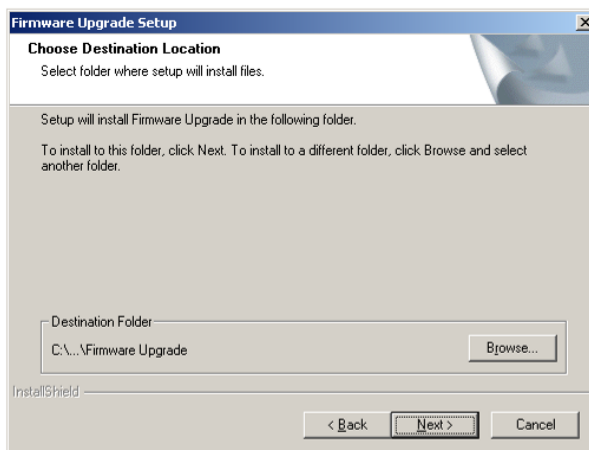 Firmware Upgrade Setup
Choose Destination Location
Select folder where setup will install files.
Setup will install Firmware Upgrade in the following folder.
To install to this folder, click Next. To install to a different folder, click Browse and select
another folder.
Destination Folder
C:\...\Firmware Upgrade
Browse...
InstallShield
< Back
Next >
Cancel